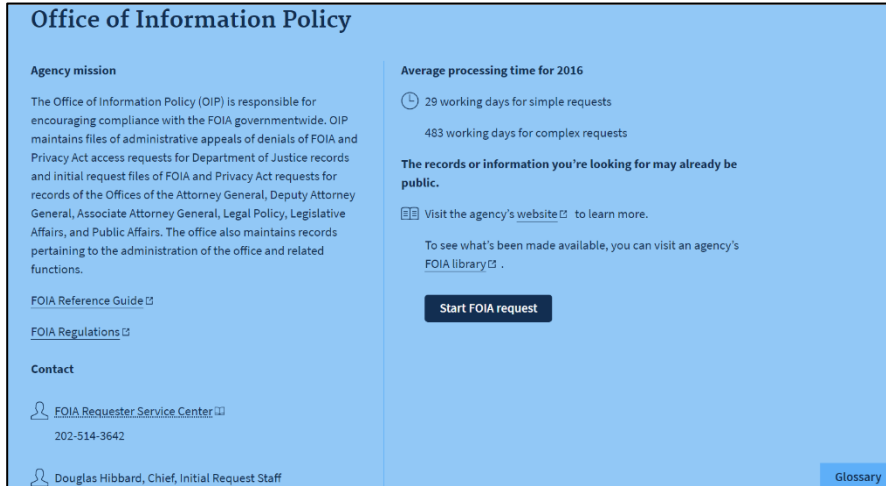 Office of Information Policy
Agency mission
The Office of Information Policy (OIP) is responsible for
encouraging compliance with the FOIA governmentwide. OIP
maintains files of administrative appeals of denials of FOIA and
Privacy Act access requests for Department of Justice records
and initial request files of FOIA and Privacy Act requests for
records of the Offices of the Attorney General, Deputy Attorney
General, Associate Attorney General, Legal Policy, Legislative
Affairs, and Public Affairs. The office also maintains records
pertaining to the administration of the office and related
functions.
FOIA Reference Guide
FOIA Regulations
Contact
FOIA Requester Service Center
202-514-3642
Douglas Hibbard, Chief, Initial Request Staff
Average processing time for 2016
29 working days for simple requests
483 working days for complex requests
The records or information you're looking for may already be
public.
Visit the agency's website to learn more.
To see what's been made available, you can visit an agency's
FOIA library .
Start FOIA request
Glossary